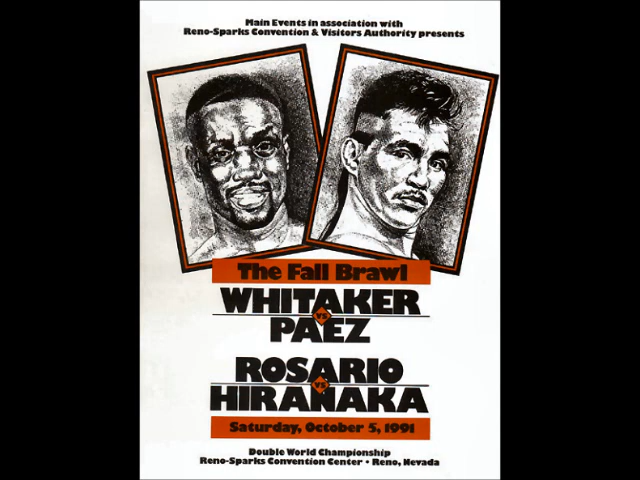 Main Events in association with
Reno-Sparks Convention & Visitors Authority presents
The Fall Brawl
WHITAKER
VS
PAEZ
ROSARIO
VS
HIRANAKA
Saturday, October 5, 1991
Double World Championship
Reno-Sparks Convention Center • Reno, Nevada